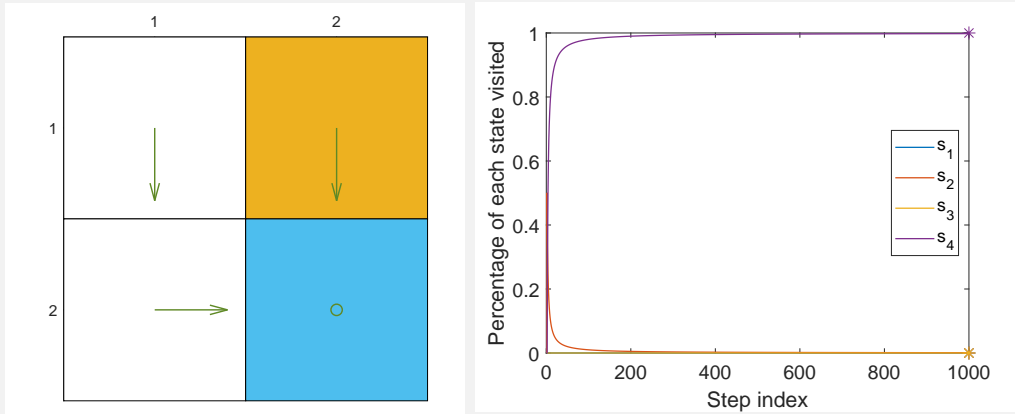 1 2
1
2
Percentage of each state visited
1
0.8
0.6
0.4
0.2
0
0 200 400 600 800 1000
Step index
s1
s2
s3
s4